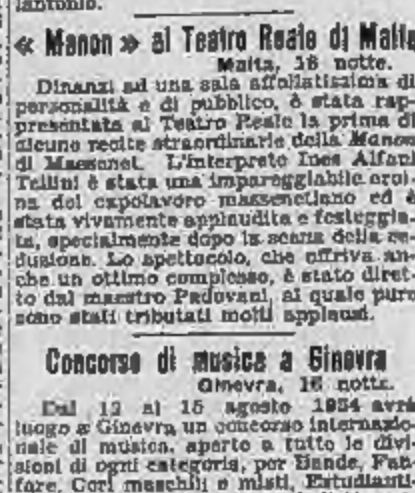 lantonio.
« Manon » al Teatro Reale di Malta
Malta, 16 notte.
Dinanzi ad una sala affollatissima di
personalità e di pubblico, è stata rap-
presentata al Teatro Reale la prima di
alcune recite straordinarie della Manon
di Massenet. L'interprete Ines Alfani
Tellini è stata una impareggiabile eroi-
na del capolavoro massenetiano ed è
stata vivamente applaudita e festeggia-
ta, specialmente dopo la scena della se-
duzione. Lo spettacolo, che offriva an-
che un ottimo complesso, è stato diret-
to dal maestro Padovani, al quale pure
sono stati tributati molti applausi.
Concorso di musica a Ginevra
Ginevra, 16 notte.
Dal 12 al 15 agosto 1934 avrà
luogo a Ginevra un concorso internazio-
nale di musica, aperto a tutte le divi-
sioni di ogni categoria, per Bande, Fan-
fare, Cori maschili e misti, Estudianti-